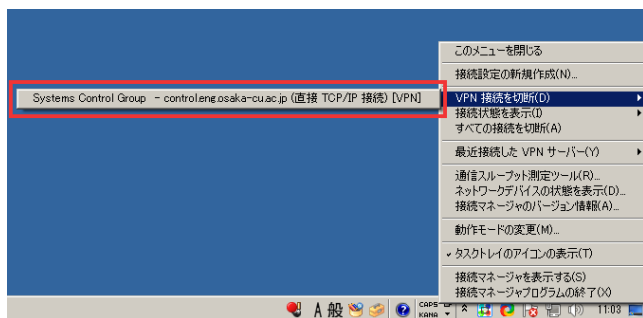 このメニューを閉じる
接続設定の新規作成(N)...
VPN 接続を切断(D)
Systems Control Group - control.eng.osaka-cu.ac.jp (直接 TCP/IP 接続) [VPN]
接続状態を表示(I)
すべての接続を切断(A)
最近接続した VPN サーバー(Y)
通信スループット測定ツール(R)...
ネットワークデバイスの状態を表示(D)...
接続マネージャのバージョン情報(A)...
動作モードの変更(M)...
タスクトレイのアイコンの表示(T)
接続マネージャを表示する(S)
接続マネージャプログラムの終了(X)
A 般 CAPS KANA 11:03